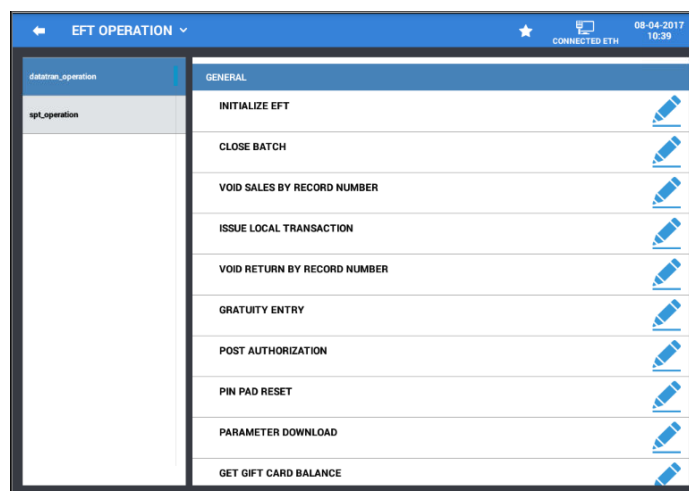 EFT OPERATION
CONNECTED ETH
08-04-2017
10:39
datatran_operation
spt_operation
GENERAL
INITIALIZE EFT
CLOSE BATCH
VOID SALES BY RECORD NUMBER
ISSUE LOCAL TRANSACTION
VOID RETURN BY RECORD NUMBER
GRATUITY ENTRY
POST AUTHORIZATION
PIN PAD RESET
PARAMETER DOWNLOAD
GET GIFT CARD BALANCE